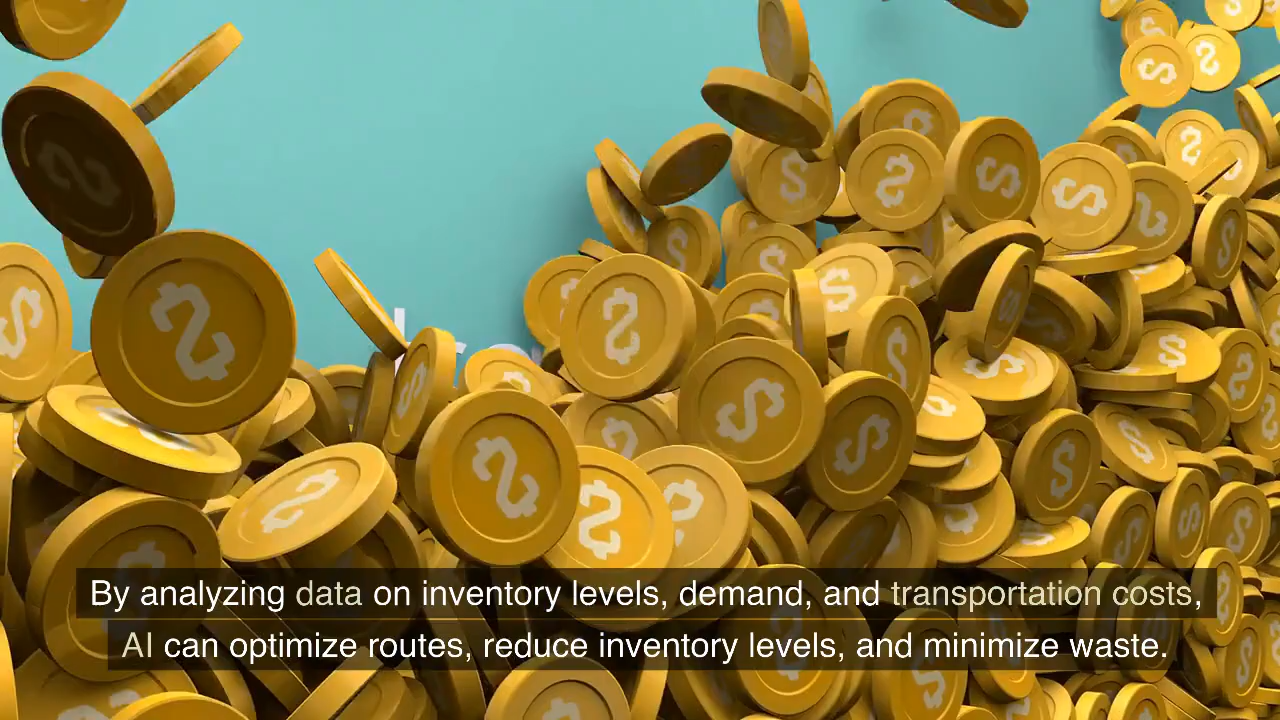 By analyzing data on inventory levels, demand, and transportation costs,
AI can optimize routes, reduce inventory levels, and minimize waste.